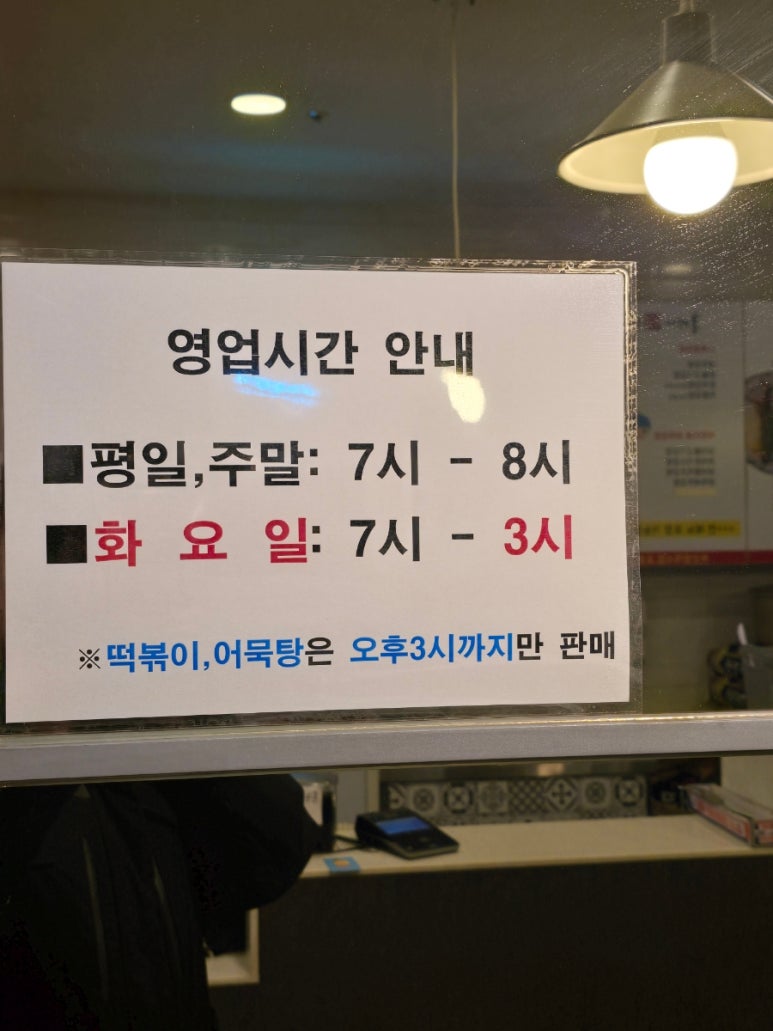 영업시간 안내
■평일,주말: 7시 - 8시
■화 요 일: 7시 - 3시
※떡볶이,어묵탕은 오후3시까지만 판매